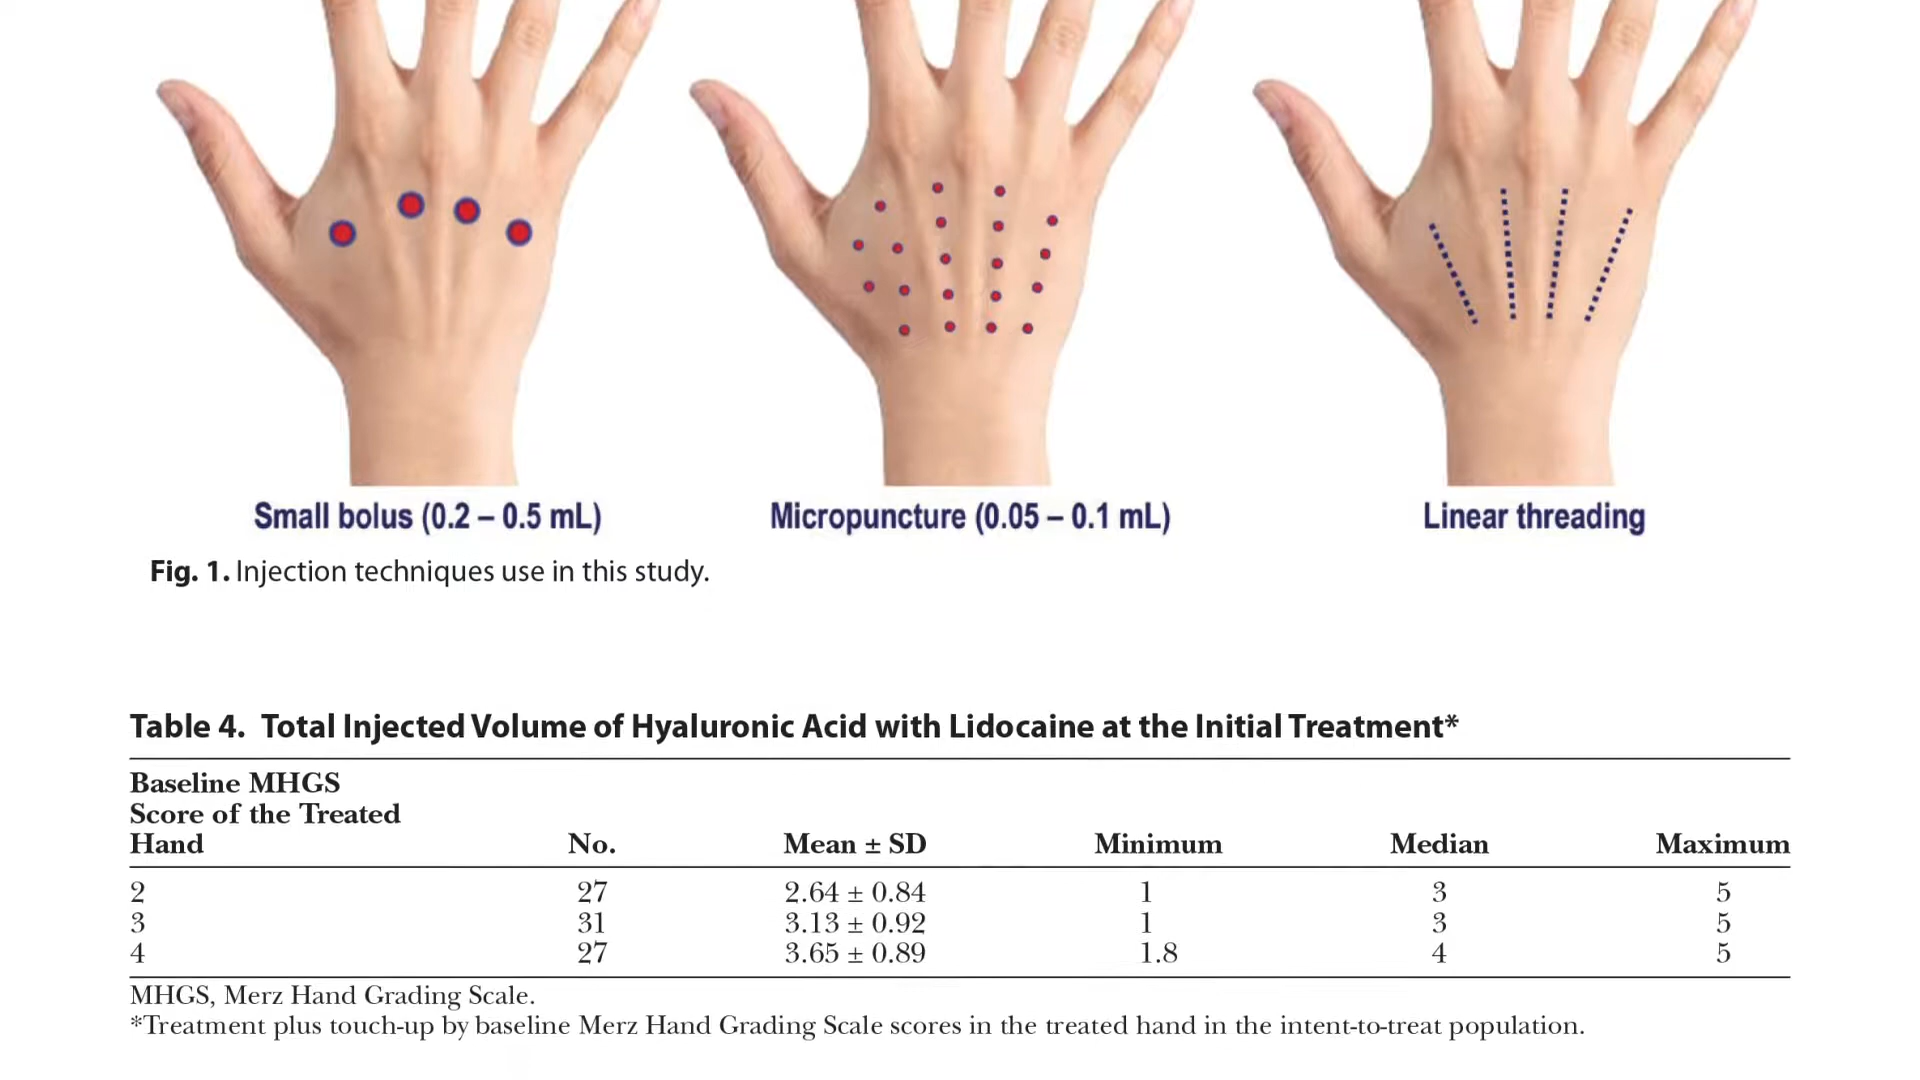 Small bolus (0.2 – 0.5 mL) Micropuncture (0.05 – 0.1 mL) Linear threading
Fig. 1. Injection techniques use in this study.
Table 4. Total Injected Volume of Hyaluronic Acid with Lidocaine at the Initial Treatment*
Baseline MHGS
Score of the Treated
Hand No. Mean ± SD Minimum Median Maximum
2 27 2.64 ± 0.84 1 3 5
3 31 3.13 ± 0.92 1 3 5
4 27 3.65 ± 0.89 1.8 4 5
MHGS, Merz Hand Grading Scale.
*Treatment plus touch-up by baseline Merz Hand Grading Scale scores in the treated hand in the intent-to-treat population.